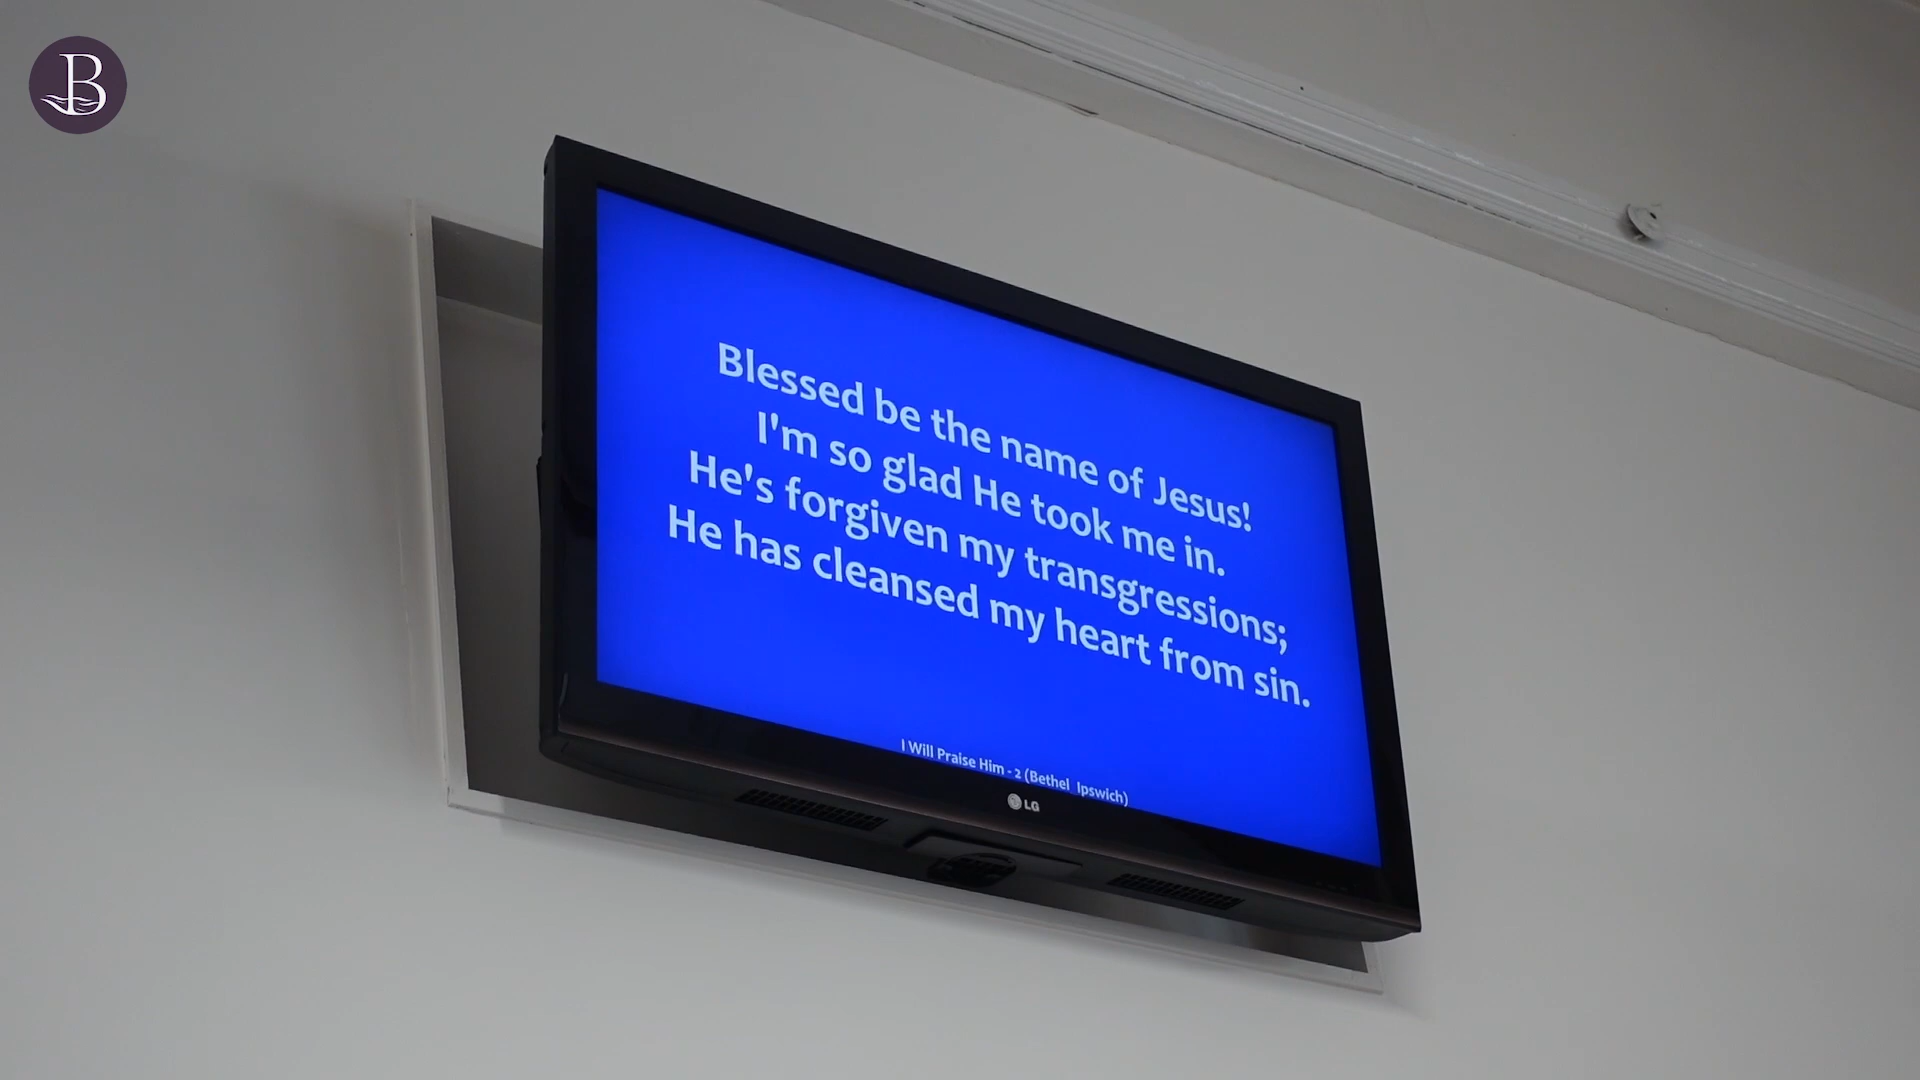 B
Blessed be the name of Jesus!
I'm so glad He took me in.
He's forgiven my transgressions;
He has cleansed my heart from sin.
I Will Praise Him - 2 (Bethel Ipswich)
LG